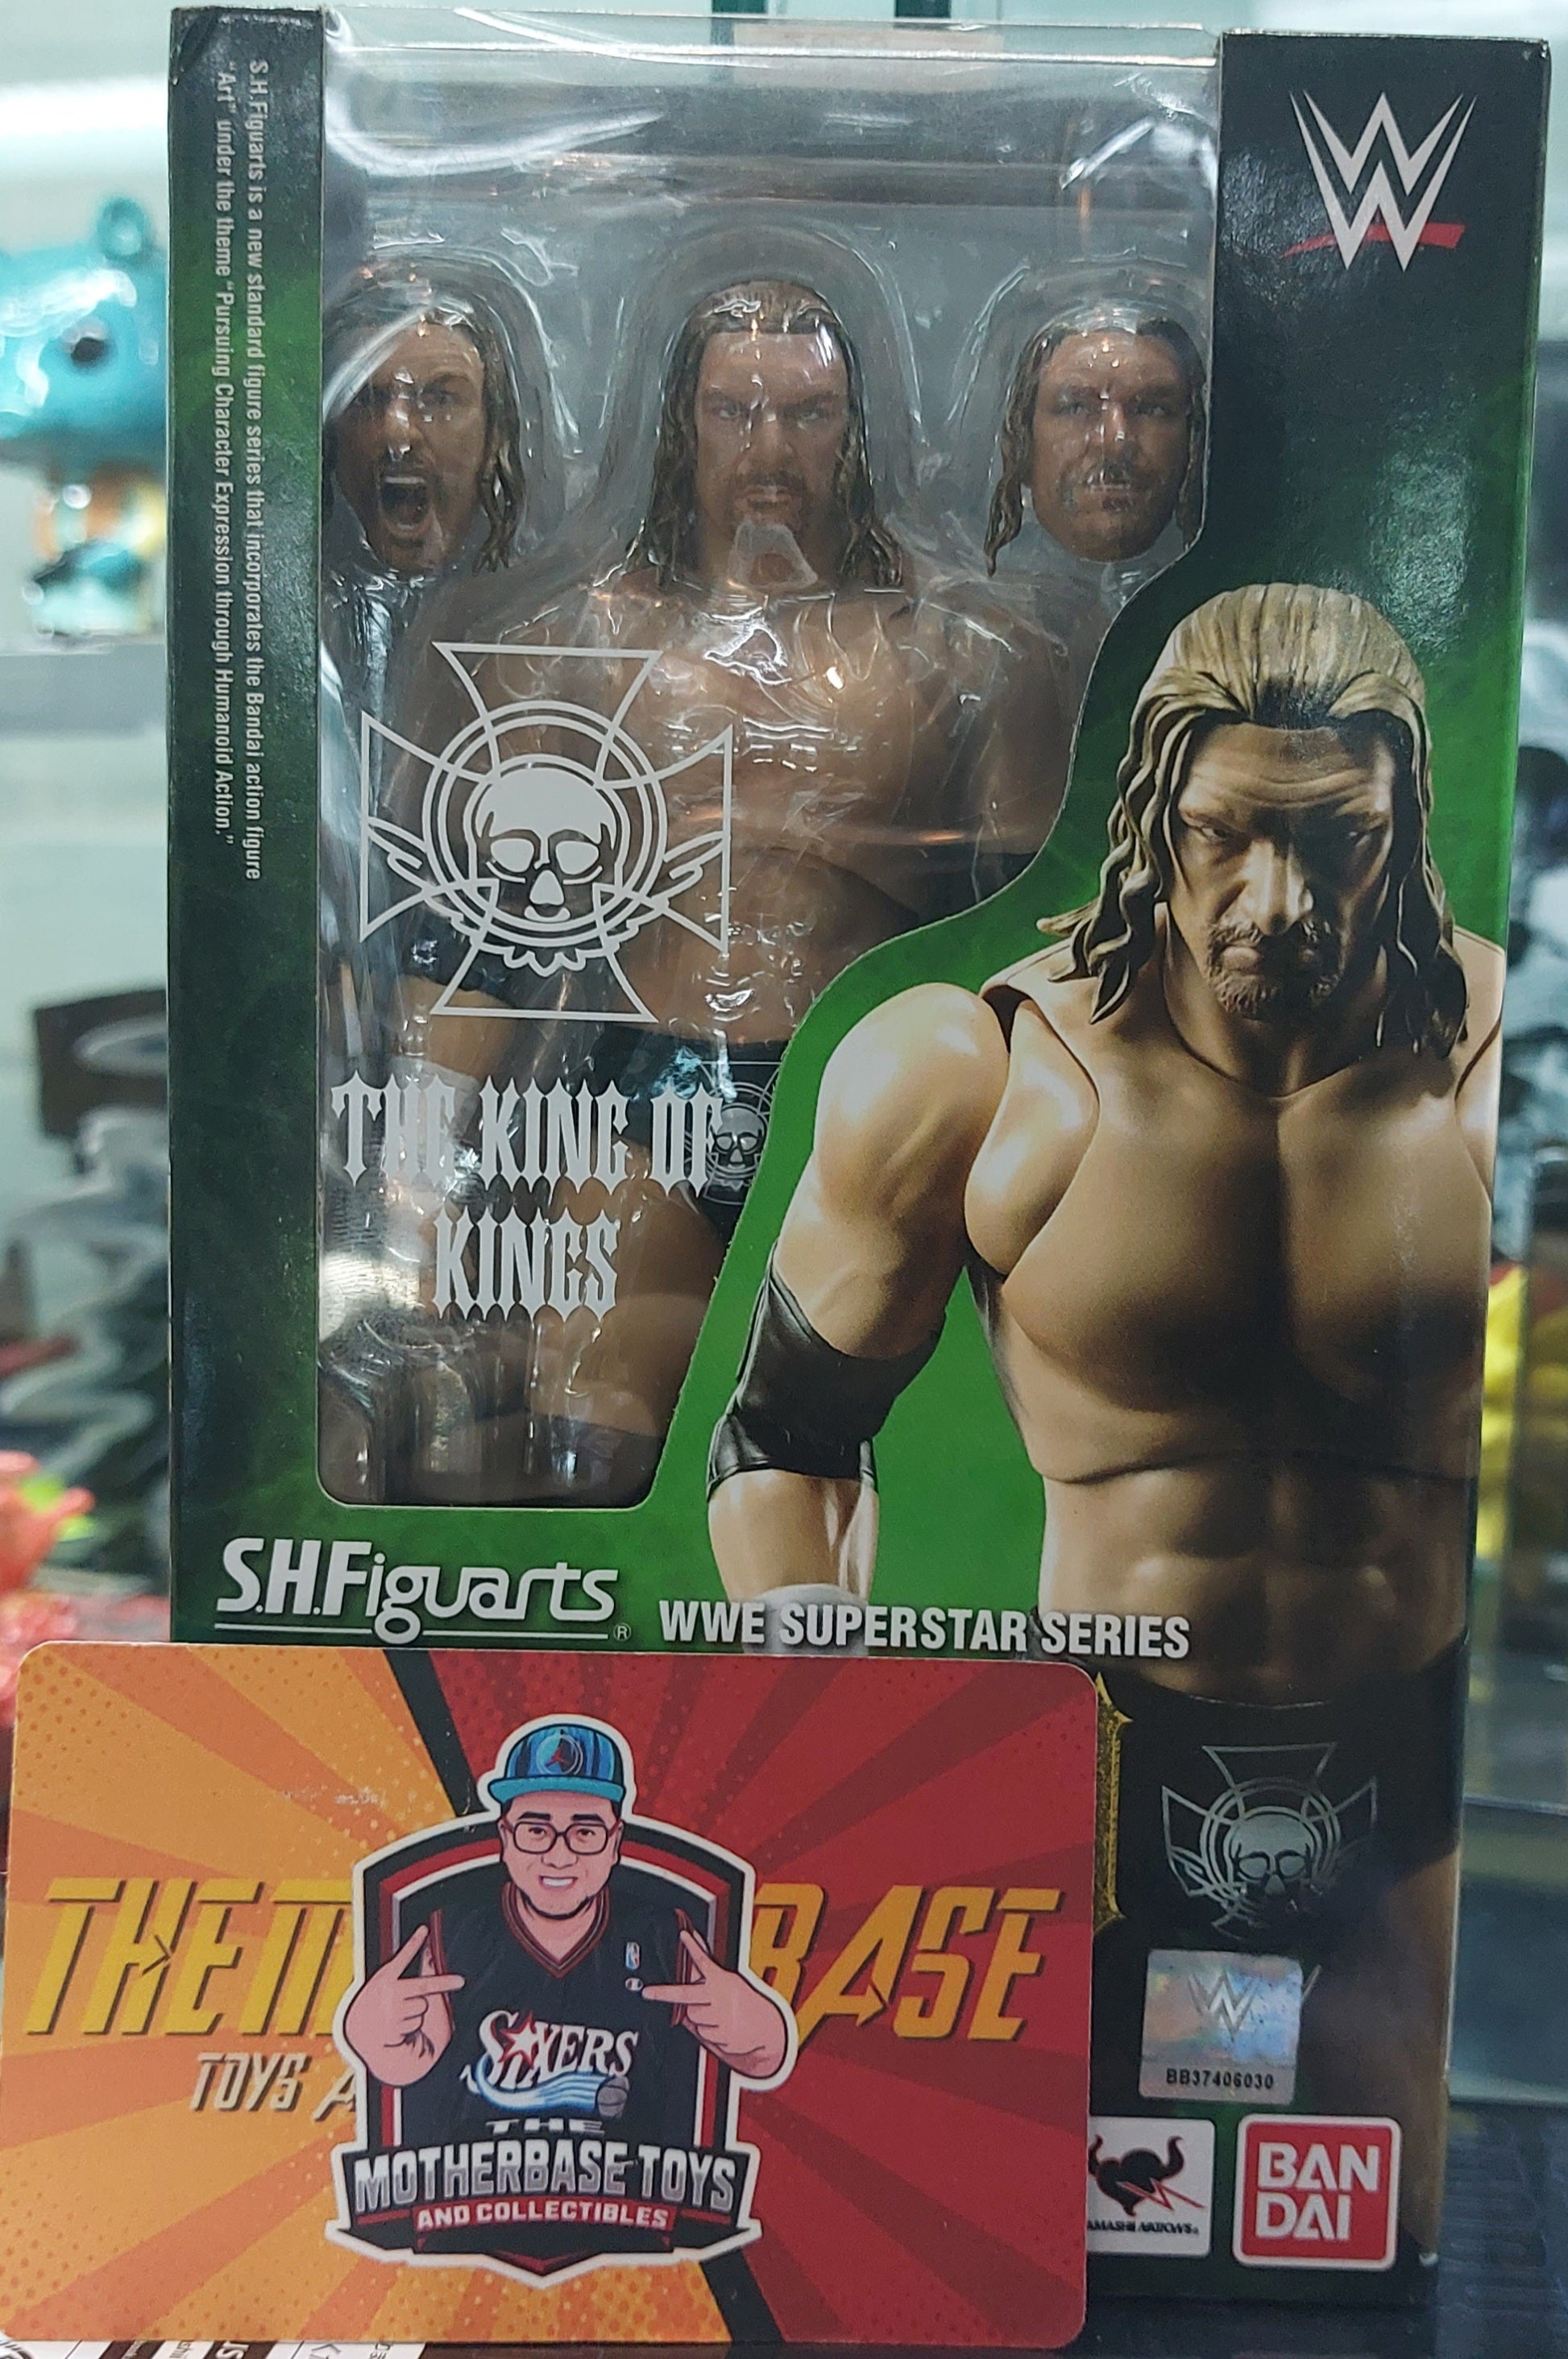 S.H.Figuarts is a new standard figure series that incorporates the Bandai action figure
"Art" under the theme "Pursuing Character Expression through Humanoid Action."
W
THE KING OF
KINGS
S.H.Figuarts®
WWE SUPERSTAR SERIES
BASE
TOYS
SIXERS
THE
MOTHERBASE TOYS
AND COLLECTIBLES
W
BB37406030
BAN
DAI